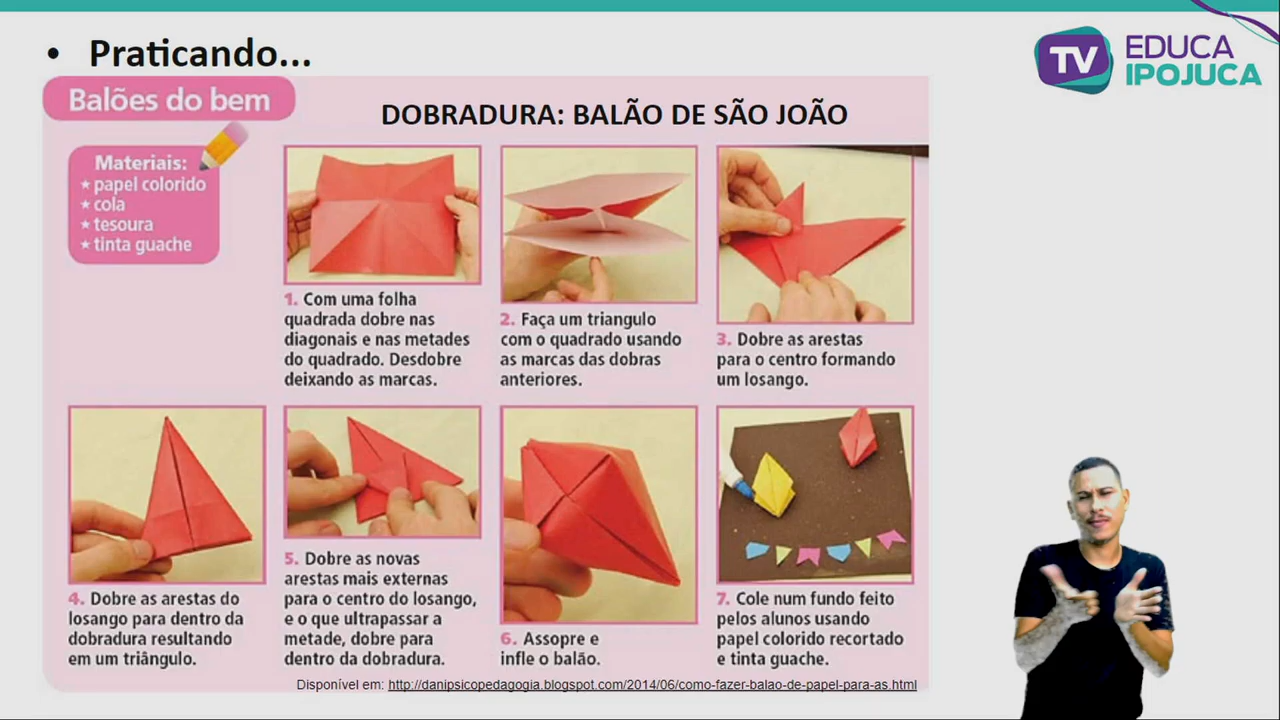 • Praticando...
TV EDUCA
IPOJUCA
Balões do bem
DOBRADURA: BALÃO DE SÃO JOÃO
Materiais:
★ papel colorido
★ cola
★ tesoura
★ tinta guache
1. Com uma folha
quadrada dobre nas
diagonais e nas metades
do quadrado. Desdobre
deixando as marcas.
2. Faça um triangulo
com o quadrado usando
as marcas das dobras
anteriores.
3. Dobre as arestas
para o centro formando
um losango.
4. Dobre as arestas do
losango para dentro da
dobradura resultando
em um triângulo.
5. Dobre as novas
arestas mais externas
para o centro do losango,
e o que ultrapassar a
metade, dobre para
dentro da dobradura.
6. Assopre e
infle o balão.
7. Cole num fundo feito
pelos alunos usando
papel colorido recortado
e tinta guache.
Disponível em: http://danipsicopedagogia.blogspot.com/2014/06/como-fazer-balao-de-papel-para-as.html